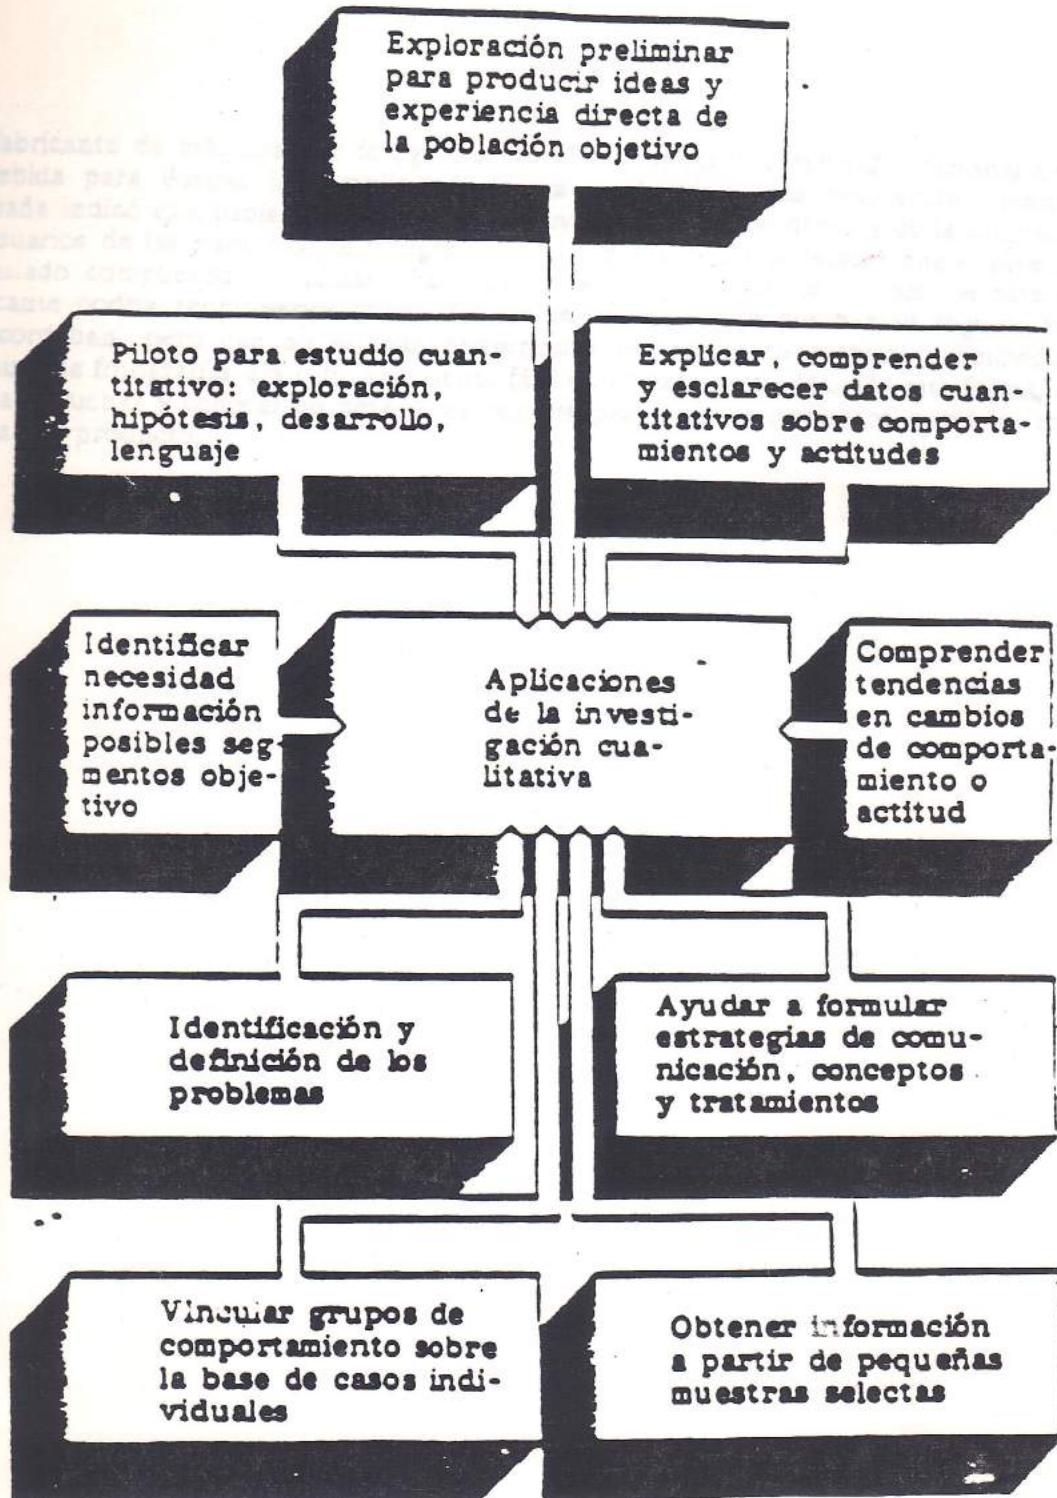 Exploración preliminar
para producir ideas y
experiencia directa de
la población objetivo
Piloto para estudio cuan-
titativo: exploración,
hipótesis, desarrollo,
lenguaje
Explicar, comprender
y esclarecer datos cuan-
titativos sobre comporta-
mientos y actitudes
Identificar
necesidad
información
posibles seg-
mentos obje-
tivo
Aplicaciones
de la investi-
gación cua-
litativa
Comprender
tendencias
en cambios
de comporta-
miento o
actitud
Identificación y
definición de los
problemas
Ayudar a formular
estrategias de comu-
nicación, conceptos
y tratamientos
Vincular grupos de
comportamiento sobre
la base de casos indi-
viduales
Obtener información
a partir de pequeñas
muestras selectas